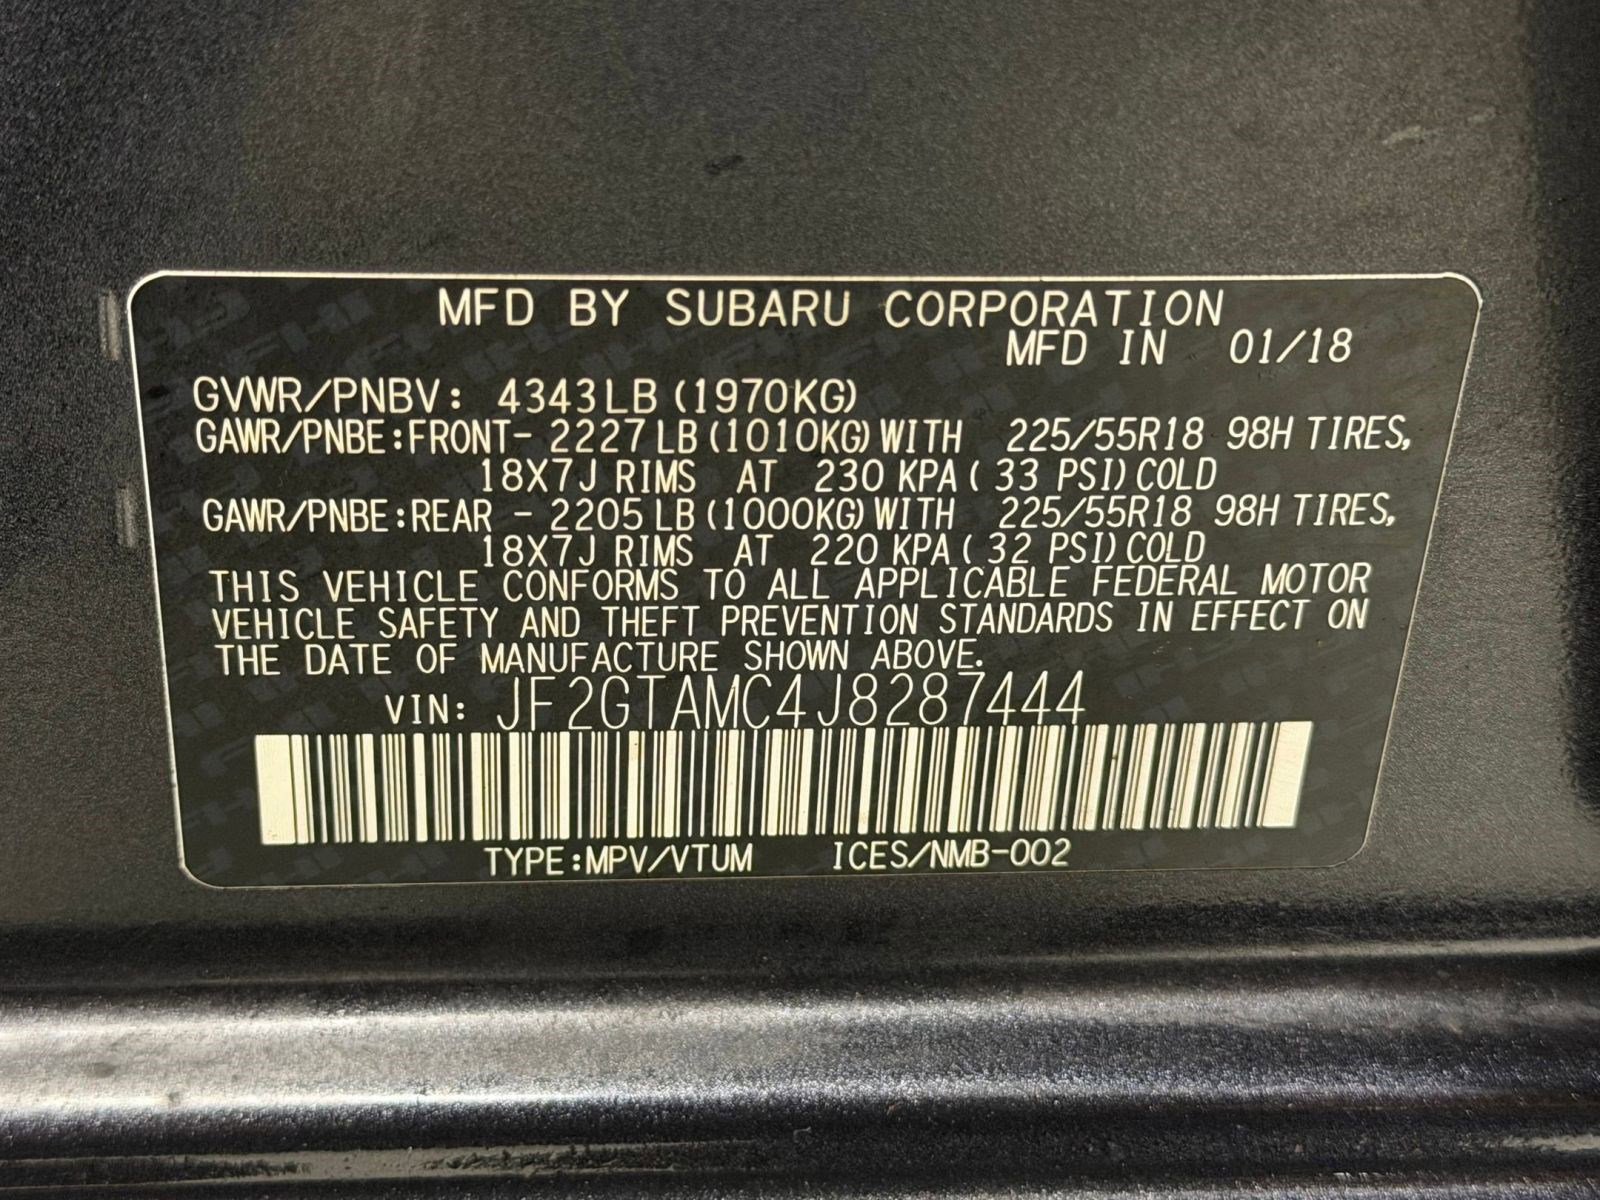 MFD BY SUBARU CORPORATION
MFD IN 01/18
GVWR/PNBV: 4343LB (1970KG)
GAWR/PNBE:FRONT- 2227 LB (1010KG) WITH 225/55R18 98H TIRES,
18X7J RIMS AT 230 KPA ( 33 PSI) COLD
GAWR/PNBE:REAR - 2205 LB (1000KG) WITH 225/55R18 98H TIRES,
18X7J RIMS AT 220 KPA ( 32 PSI) COLD
THIS VEHICLE CONFORMS TO ALL APPLICABLE FEDERAL MOTOR
VEHICLE SAFETY AND THEFT PREVENTION STANDARDS IN EFFECT ON
THE DATE OF MANUFACTURE SHOWN ABOVE.
VIN: JF2GTAMC4J8287444
TYPE:MPV/VTUM ICES/NMB-002